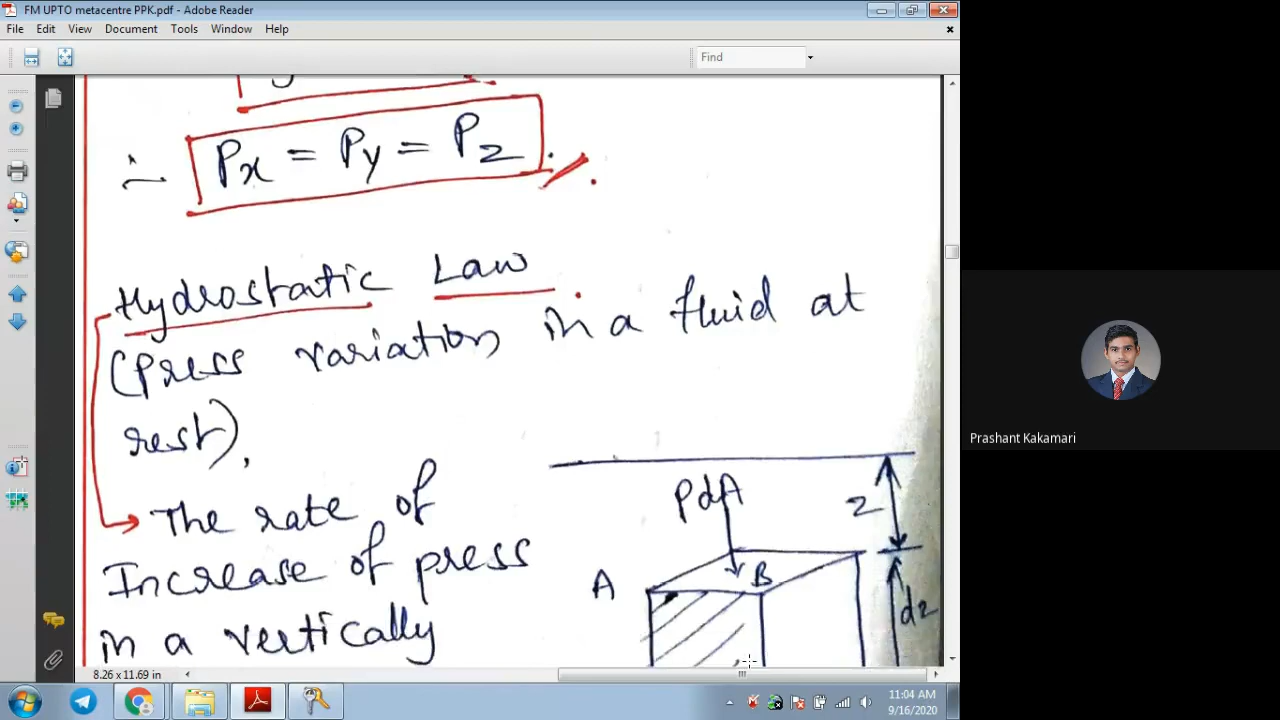 FM UPTO metacentre PPK.pdf - Adobe Reader
File Edit View Document Tools Window Help
Find
∴ Px = Py = Pz.
Hydrostatic Law.
(Press variation in a fluid at
rest).
The rate of
Increase of press
in a vertically
PdA
z
A
B
dz
8.26 x 11.69 in
Prashant Kakamari
11:04 AM
9/16/2020